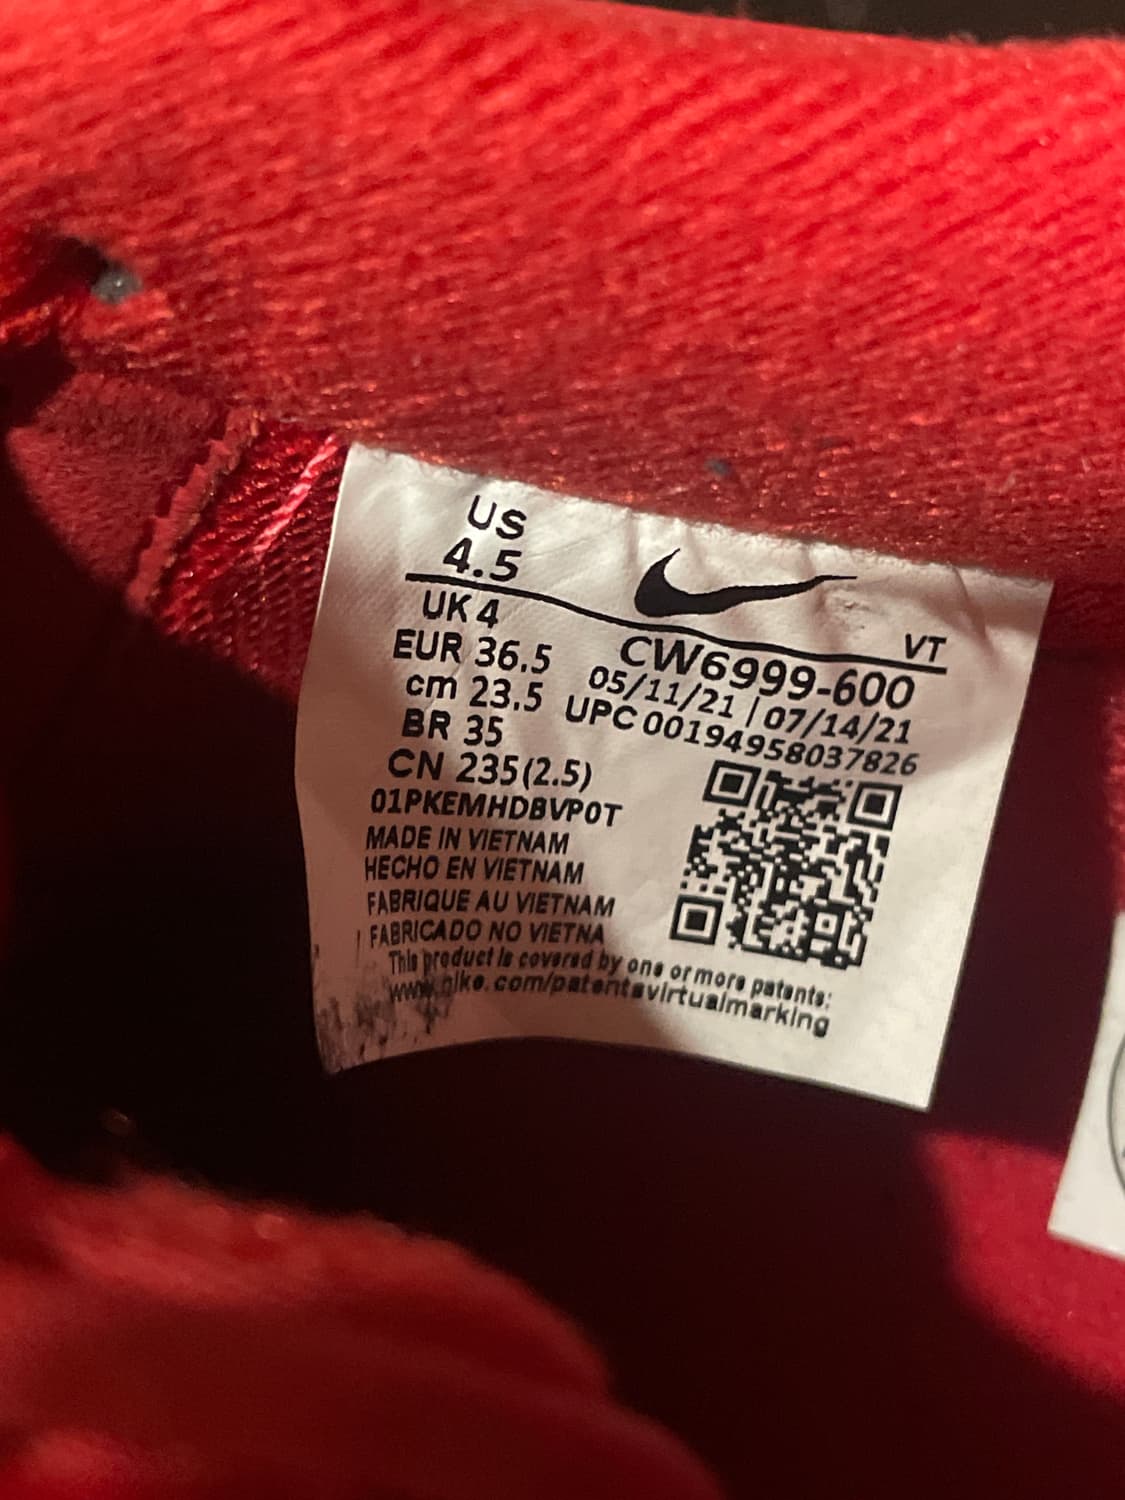 US
4.5
UK 4
EUR 36.5
cm 23.5
BR 35
CN 235(2.5)
VT
CW6999-600
05/11/21 | 07/14/21
UPC 00194958037826
01PKEMHDBVP0T
MADE IN VIETNAM
HECHO EN VIETNAM
FABRIQUE AU VIETNAM
FABRICADO NO VIETNA
This product is covered by one or more patents:
www.nike.com/patentsvirtualmarking